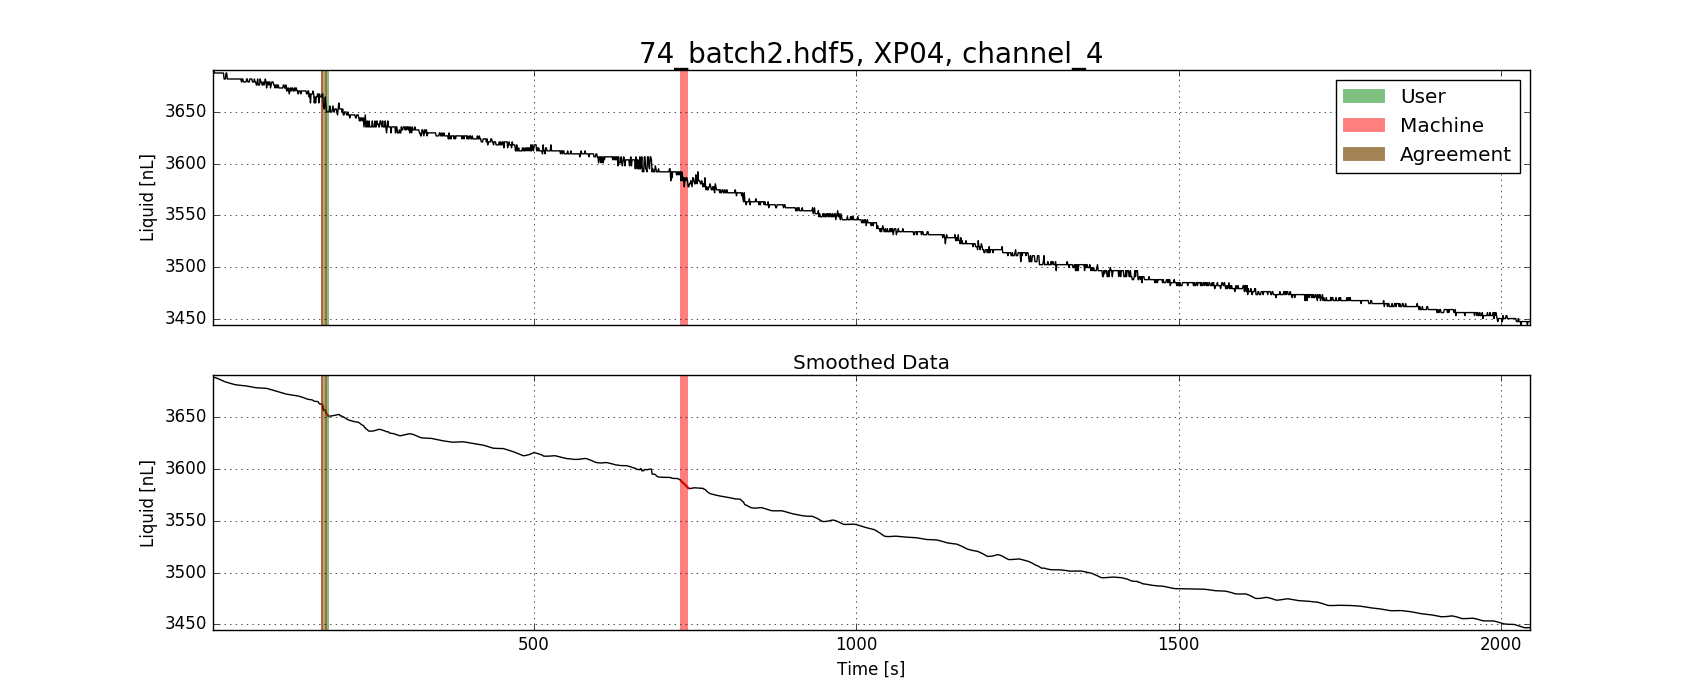 74_batch2.hdf5, XP04, channel_4
3650
3600
3550
3500
3450
Liquid [nL]
User
Machine
Agreement
Smoothed Data
3650
3600
3550
3500
3450
Liquid [nL]
500
1000
1500
2000
Time [s]